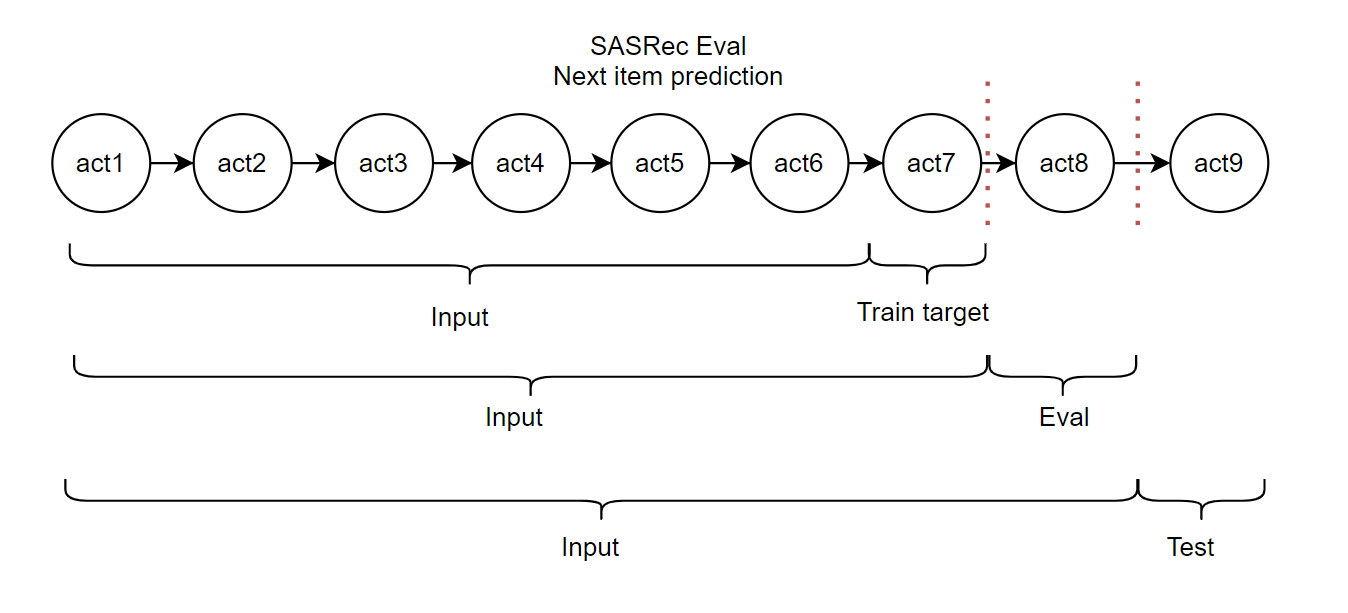 SASRec Eval
Next item prediction
act1
act2
act3
act4
act5
act6
act7
act8
act9
Input
Train target
Input
Eval
Input
Test